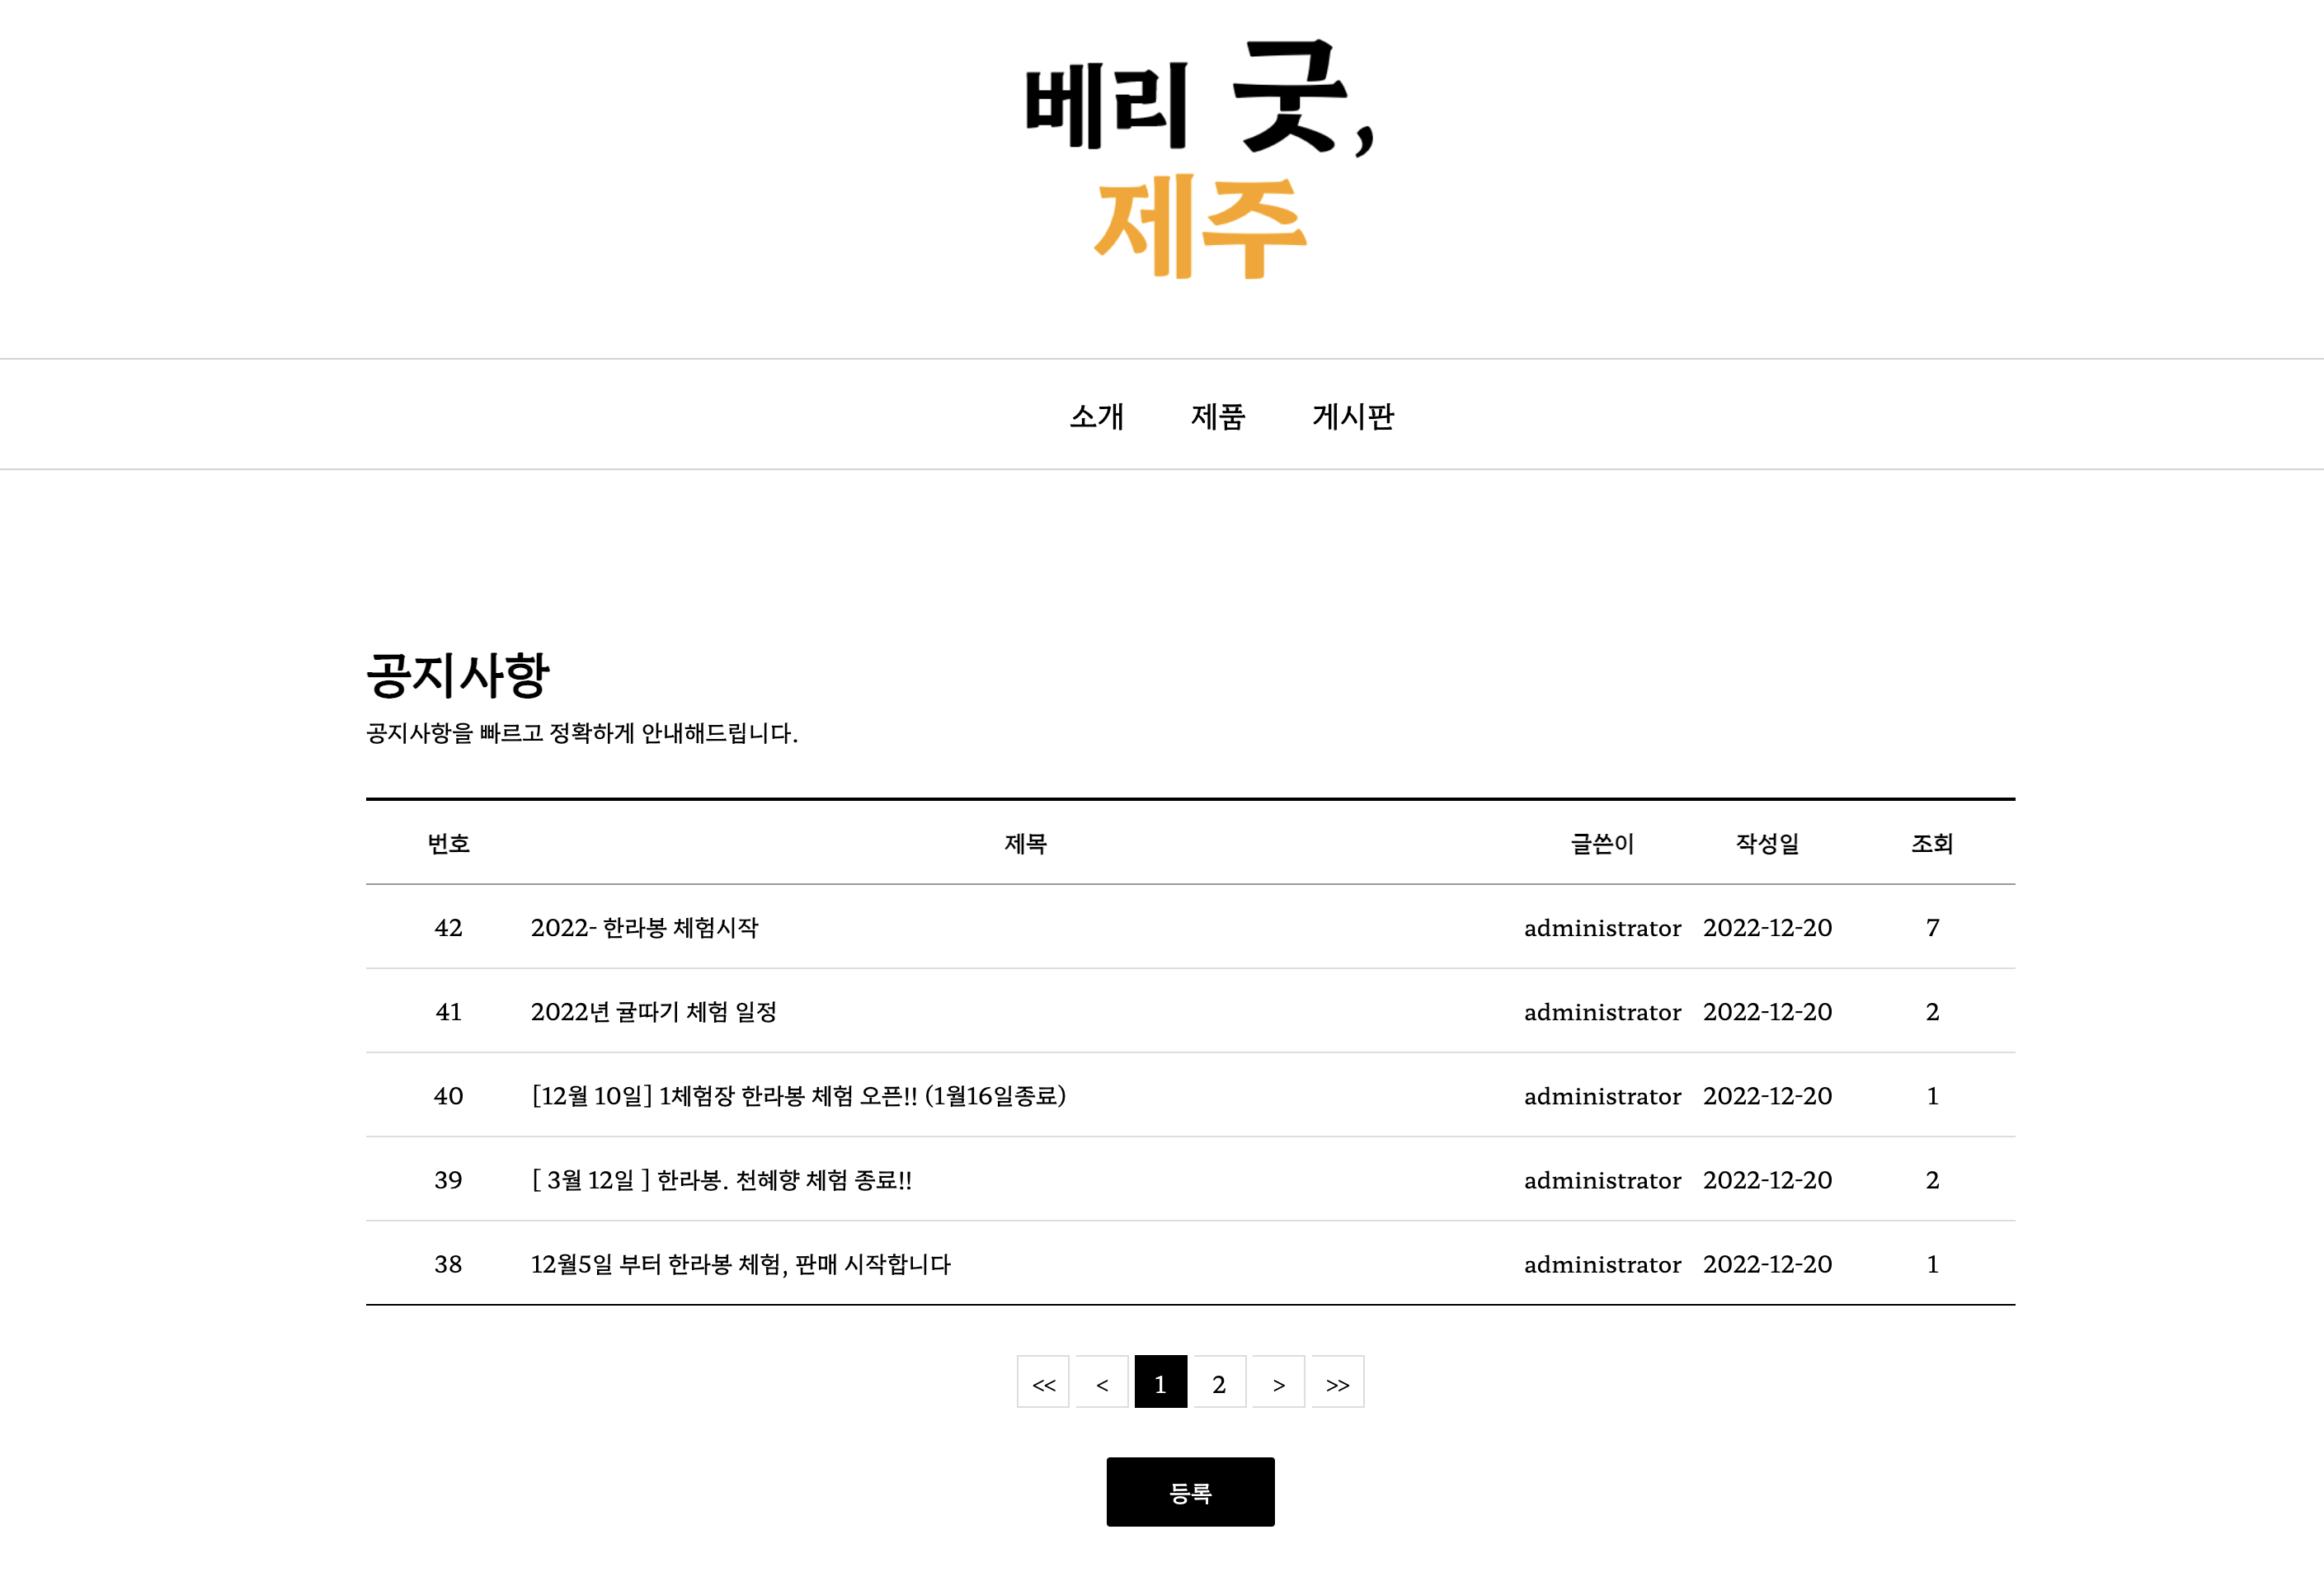 베리 굿,
제주
소개 제품 게시판
공지사항
공지사항을 빠르고 정확하게 안내해드립니다.
번호 제목 글쓴이 작성일 조회
42 2022- 한라봉 체험시작 administrator 2022-12-20 7
41 2022년 귤따기 체험 일정 administrator 2022-12-20 2
40 [12월 10일] 1체험장 한라봉 체험 오픈!! (1월16일종료) administrator 2022-12-20 1
39 [ 3월 12일 ] 한라봉. 천혜향 체험 종료!! administrator 2022-12-20 2
38 12월5일 부터 한라봉 체험, 판매 시작합니다 administrator 2022-12-20 1
<< < 1 2 > >>
등록